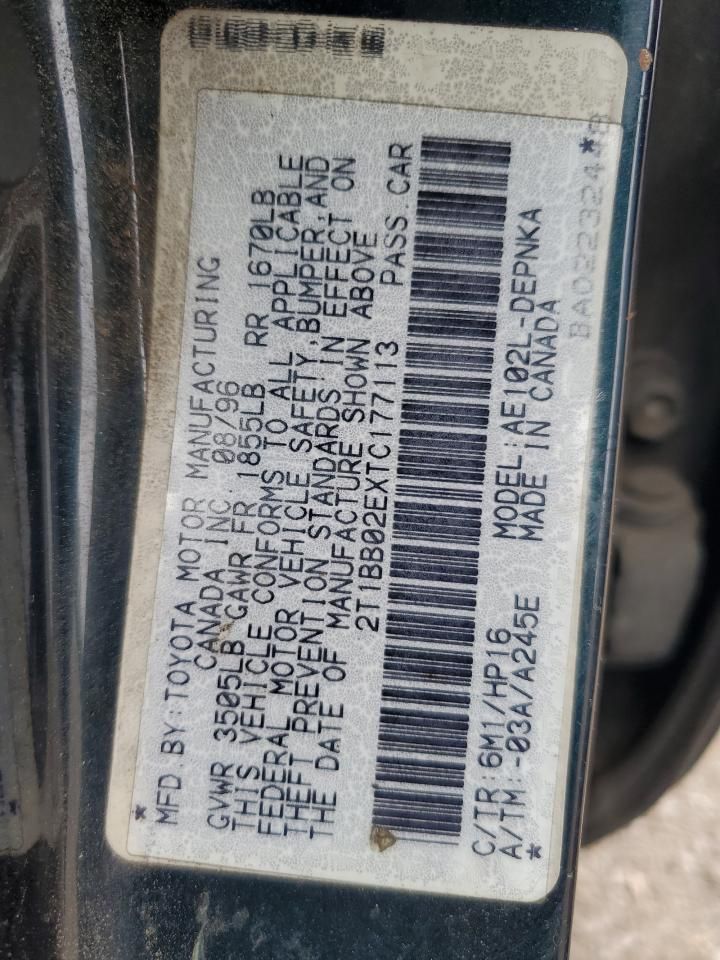 *
MFD.BY:TOYOTA MOTOR MANUFACTURING
CANADA INC. 08/96
GVWR 3505LB GAWR FR 1855LB RR 1670LB
THIS VEHICLE CONFORMS TO ALL APPLICABLE
FEDERAL MOTOR VEHICLE SAFETY,BUMPER,AND
THEFT PREVENTION STANDARDS IN EFFECT ON
THE DATE OF MANUFACTURE SHOWN ABOVE
2T1BB02EXTC177113 PASS.CAR
C/TR:6M1/HP16 MODEL:AE102L-DEPNKA
A/TM:-03A/A245E MADE IN CANADA
* *